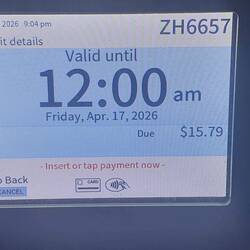 2026 9:04 pm ZH6657
it details
Valid until
12:00 am
Friday, Apr. 17, 2026
Due $15.79
- Insert or tap payment now -
o Back
CANCEL
CARD